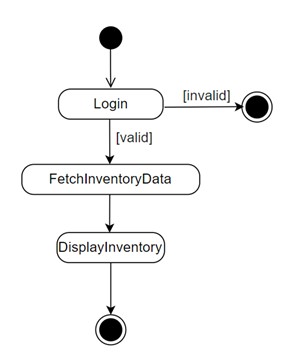 Login
[invalid]
[valid]
FetchInventoryData
DisplayInventory